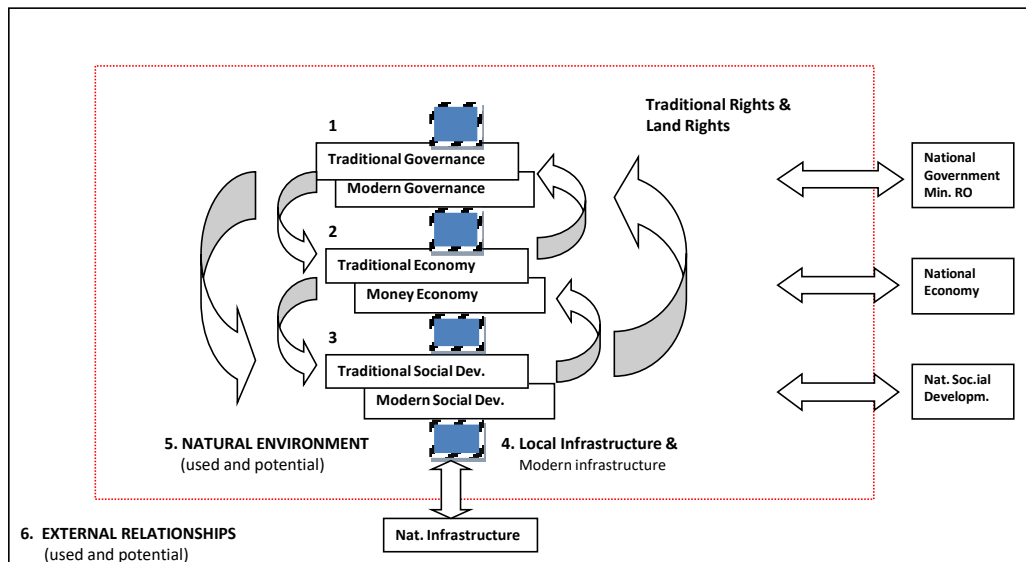 Traditional Rights &
Land Rights
1
Traditional Governance
Modern Governance
National
Government
Min. RO
2
Traditional Economy
Money Economy
National
Economy
3
Traditional Social Dev.
Modern Social Dev.
Nat. Soc.ial
Developm.
5. NATURAL ENVIRONMENT
(used and potential)
4. Local Infrastructure &
Modern infrastructure
Nat. Infrastructure
6. EXTERNAL RELATIONSHIPS
(used and potential)